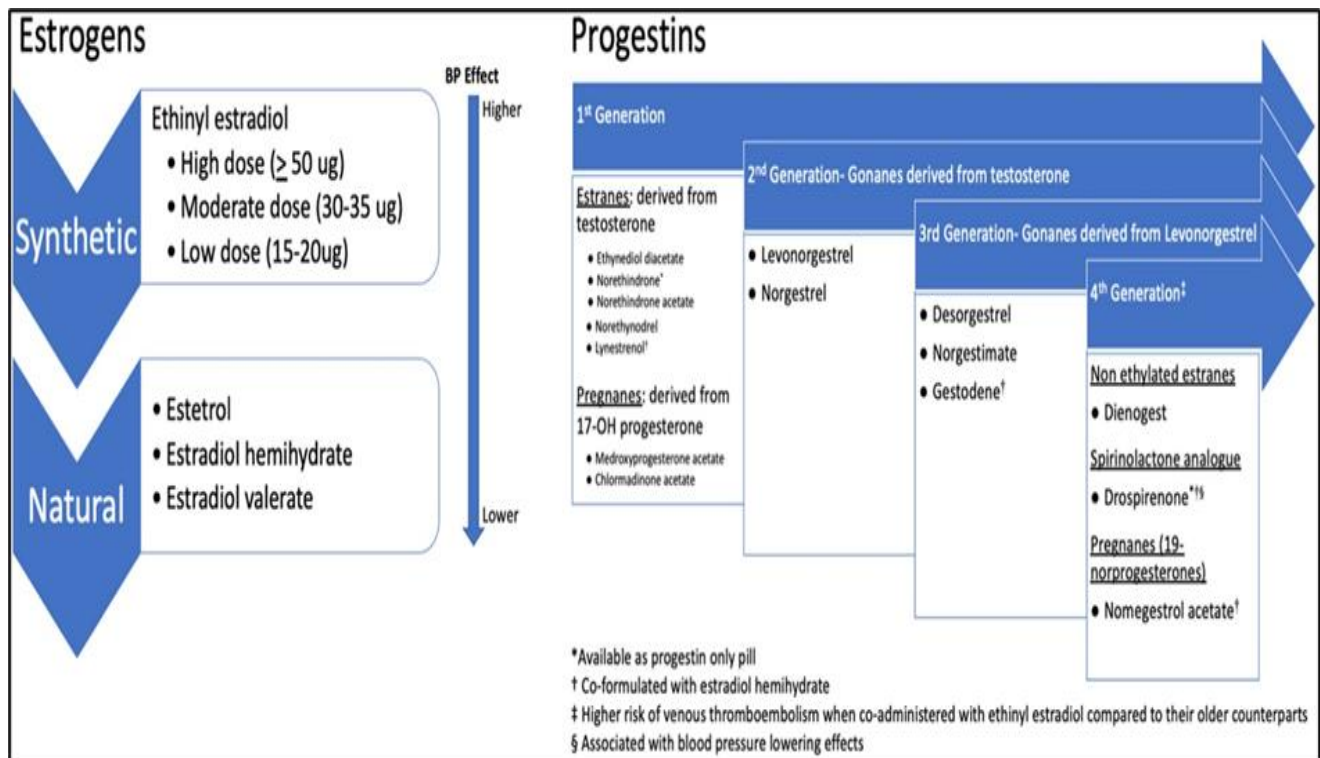 Estrogens
Synthetic
Ethinyl estradiol
• High dose (≥ 50 ug)
• Moderate dose (30-35 ug)
• Low dose (15-20ug)
Natural
• Estetrol
• Estradiol hemihydrate
• Estradiol valerate
BP Effect
Higher
Lower
Progestins
1st Generation
Estranes: derived from
testosterone
• Ethynediol diacetate
• Norethindrone*
• Norethindrone acetate
• Norethynodrel
• Lynestrenol†
Pregnanes: derived from
17-OH progesterone
• Medroxyprogesterone acetate
• Chlormadinone acetate
2nd Generation- Gonanes derived from testosterone
• Levonorgestrel
• Norgestrel
3rd Generation- Gonanes derived from Levonorgestrel
• Desorgestrel
• Norgestimate
• Gestodene†
4th Generation‡
Non ethylated estranes
• Dienogest
Spirinolactone analogue
• Drospirenone*†§
Pregnanes (19-
norprogesterones)
• Nomegestrol acetate†
*Available as progestin only pill
† Co-formulated with estradiol hemihydrate
‡ Higher risk of venous thromboembolism when co-administered with ethinyl estradiol compared to their older counterparts
§ Associated with blood pressure lowering effects